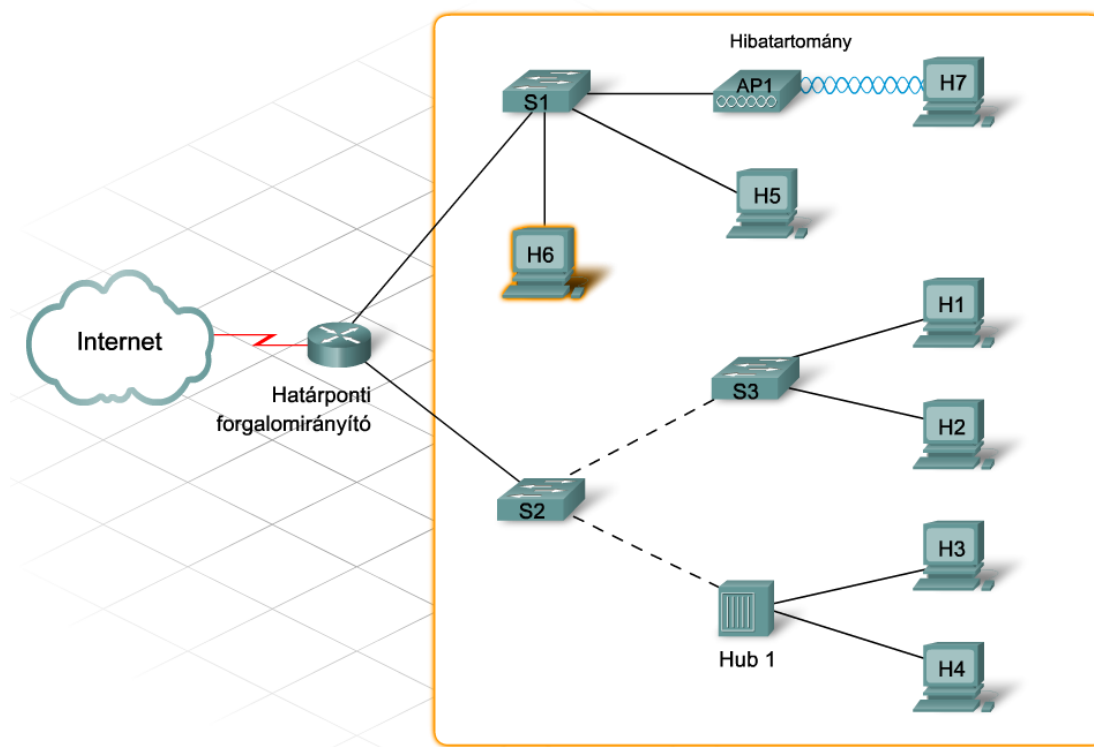 Hibatartomány
S1
AP1
H7
H5
H6
Internet
Határponti
forgalomirányító
H1
S3
H2
S2
H3
Hub 1
H4